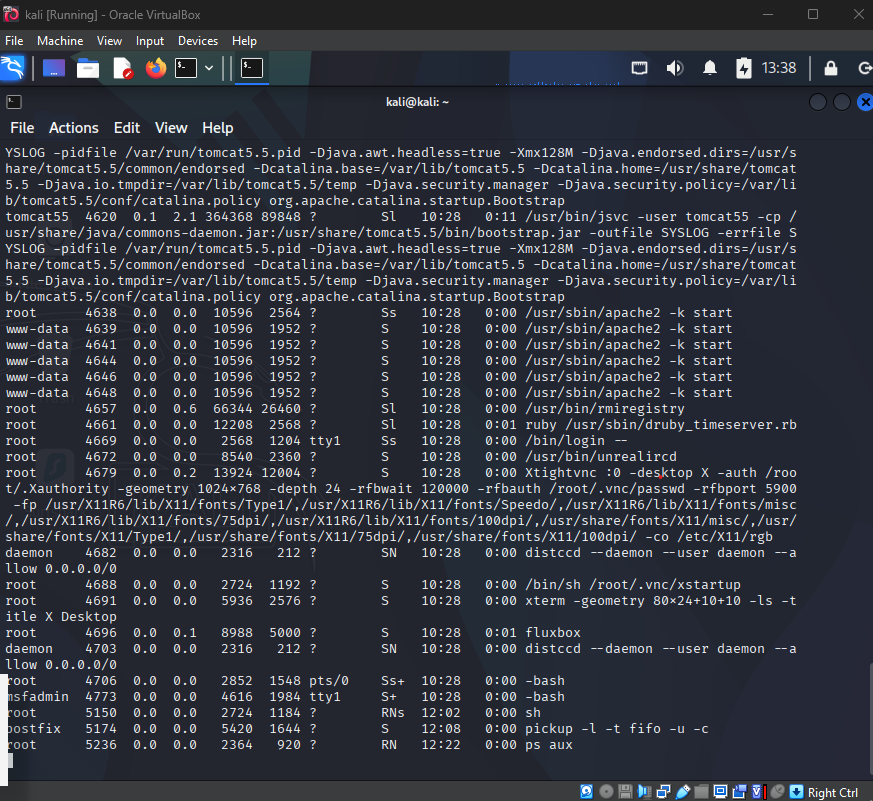 kali [Running] - Oracle VirtualBox
File Machine View Input Devices Help
13:38
kali@kali: ~
File Actions Edit View Help
YSLOG -pidfile /var/run/tomcat5.5.pid -Djava.awt.headless=true -Xmx128M -Djava.endorsed.dirs=/usr/s
hare/tomcat5.5/common/endorsed -Dcatalina.base=/var/lib/tomcat5.5 -Dcatalina.home=/usr/share/tomcat
5.5 -Djava.io.tmpdir=/var/lib/tomcat5.5/temp -Djava.security.manager -Djava.security.policy=/var/li
b/tomcat5.5/conf/catalina.policy org.apache.catalina.startup.Bootstrap
tomcat55 4620 0.1 2.1 364368 89848 ? Sl 10:28 0:11 /usr/bin/jsvc -user tomcat55 -cp /
usr/share/java/commons-daemon.jar:/usr/share/tomcat5.5/bin/bootstrap.jar -outfile SYSLOG -errfile S
YSLOG -pidfile /var/run/tomcat5.5.pid -Djava.awt.headless=true -Xmx128M -Djava.endorsed.dirs=/usr/s
hare/tomcat5.5/common/endorsed -Dcatalina.base=/var/lib/tomcat5.5 -Dcatalina.home=/usr/share/tomcat
5.5 -Djava.io.tmpdir=/var/lib/tomcat5.5/temp -Djava.security.manager -Djava.security.policy=/var/li
b/tomcat5.5/conf/catalina.policy org.apache.catalina.startup.Bootstrap
root 4638 0.0 0.0 10596 2564 ? Ss 10:28 0:00 /usr/sbin/apache2 -k start
www-data 4639 0.0 0.0 10596 1952 ? S 10:28 0:00 /usr/sbin/apache2 -k start
www-data 4641 0.0 0.0 10596 1952 ? S 10:28 0:00 /usr/sbin/apache2 -k start
www-data 4644 0.0 0.0 10596 1952 ? S 10:28 0:00 /usr/sbin/apache2 -k start
www-data 4646 0.0 0.0 10596 1952 ? S 10:28 0:00 /usr/sbin/apache2 -k start
www-data 4648 0.0 0.0 10596 1952 ? S 10:28 0:00 /usr/sbin/apache2 -k start
root 4657 0.0 0.6 66344 26460 ? Sl 10:28 0:00 /usr/bin/rmiregistry
root 4661 0.0 0.0 12208 2568 ? Sl 10:28 0:01 ruby /usr/sbin/druby_timeserver.rb
root 4669 0.0 0.0 2568 1204 tty1 Ss 10:28 0:00 /bin/login --
root 4672 0.0 0.0 8540 2360 ? S 10:28 0:00 /usr/bin/unrealircd
root 4679 0.0 0.2 13924 12004 ? S 10:28 0:00 Xtightvnc :0 -desktop X -auth /roo
t/.Xauthority -geometry 1024×768 -depth 24 -rfbwait 120000 -rfbauth /root/.vnc/passwd -rfbport 5900
-fp /usr/X11R6/lib/X11/fonts/Type1/,/usr/X11R6/lib/X11/fonts/Speedo/,/usr/X11R6/lib/X11/fonts/misc
/,/usr/X11R6/lib/X11/fonts/75dpi/,/usr/X11R6/lib/X11/fonts/100dpi/,/usr/share/fonts/X11/misc/,/usr/
share/fonts/X11/Type1/,/usr/share/fonts/X11/75dpi/,/usr/share/fonts/X11/100dpi/ -co /etc/X11/rgb
daemon 4682 0.0 0.0 2316 212 ? SN 10:28 0:00 distccd --daemon --user daemon --a
llow 0.0.0.0/0
root 4688 0.0 0.0 2724 1192 ? S 10:28 0:00 /bin/sh /root/.vnc/xstartup
root 4691 0.0 0.0 5936 2576 ? S 10:28 0:00 xterm -geometry 80×24+10+10 -ls -t
itle X Desktop
root 4696 0.0 0.1 8988 5000 ? S 10:28 0:01 fluxbox
daemon 4703 0.0 0.0 2316 212 ? SN 10:28 0:00 distccd --daemon --user daemon --a
llow 0.0.0.0/0
root 4706 0.0 0.0 2852 1548 pts/0 Ss+ 10:28 0:00 -bash
msfadmin 4773 0.0 0.0 4616 1984 tty1 S+ 10:28 0:00 -bash
root 5150 0.0 0.0 2724 1184 ? RNs 12:02 0:00 sh
postfix 5174 0.0 0.0 5420 1644 ? S 12:08 0:00 pickup -l -t fifo -u -c
root 5236 0.0 0.0 2364 920 ? RN 12:22 0:00 ps aux
Right Ctrl